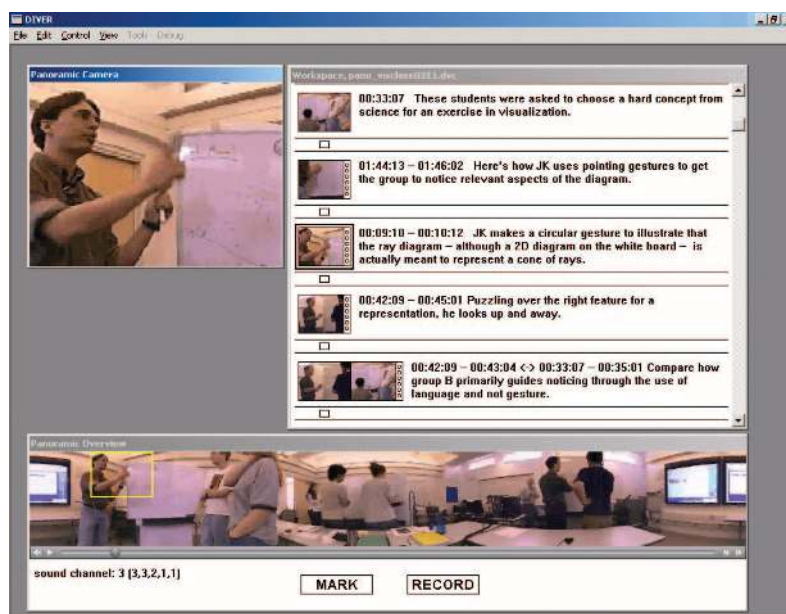 DIVER
File Edit Control View Tools Debug
Panoramic Camera
Workspace,
00:33:07 These students were asked to choose a hard concept from
science for an exercise in visualization.
01:44:13 – 01:46:02 Here's how JK uses pointing gestures to get
the group to notice relevant aspects of the diagram.
00:09:10 – 00:10:12 JK makes a circular gesture to illustrate that
the ray diagram – although a 2D diagram on the white board – is
actually meant to represent a cone of rays.
00:42:09 – 00:45:01 Puzzling over the right feature for a
representation, he looks up and away.
00:42:09 – 00:43:04 <-> 00:33:07 – 00:35:01 Compare how
group B primarily guides noticing through the use of
language and not gesture.
Panoramic Overview
sound channel: 3 (3,3,2,1,1)
MARK RECORD